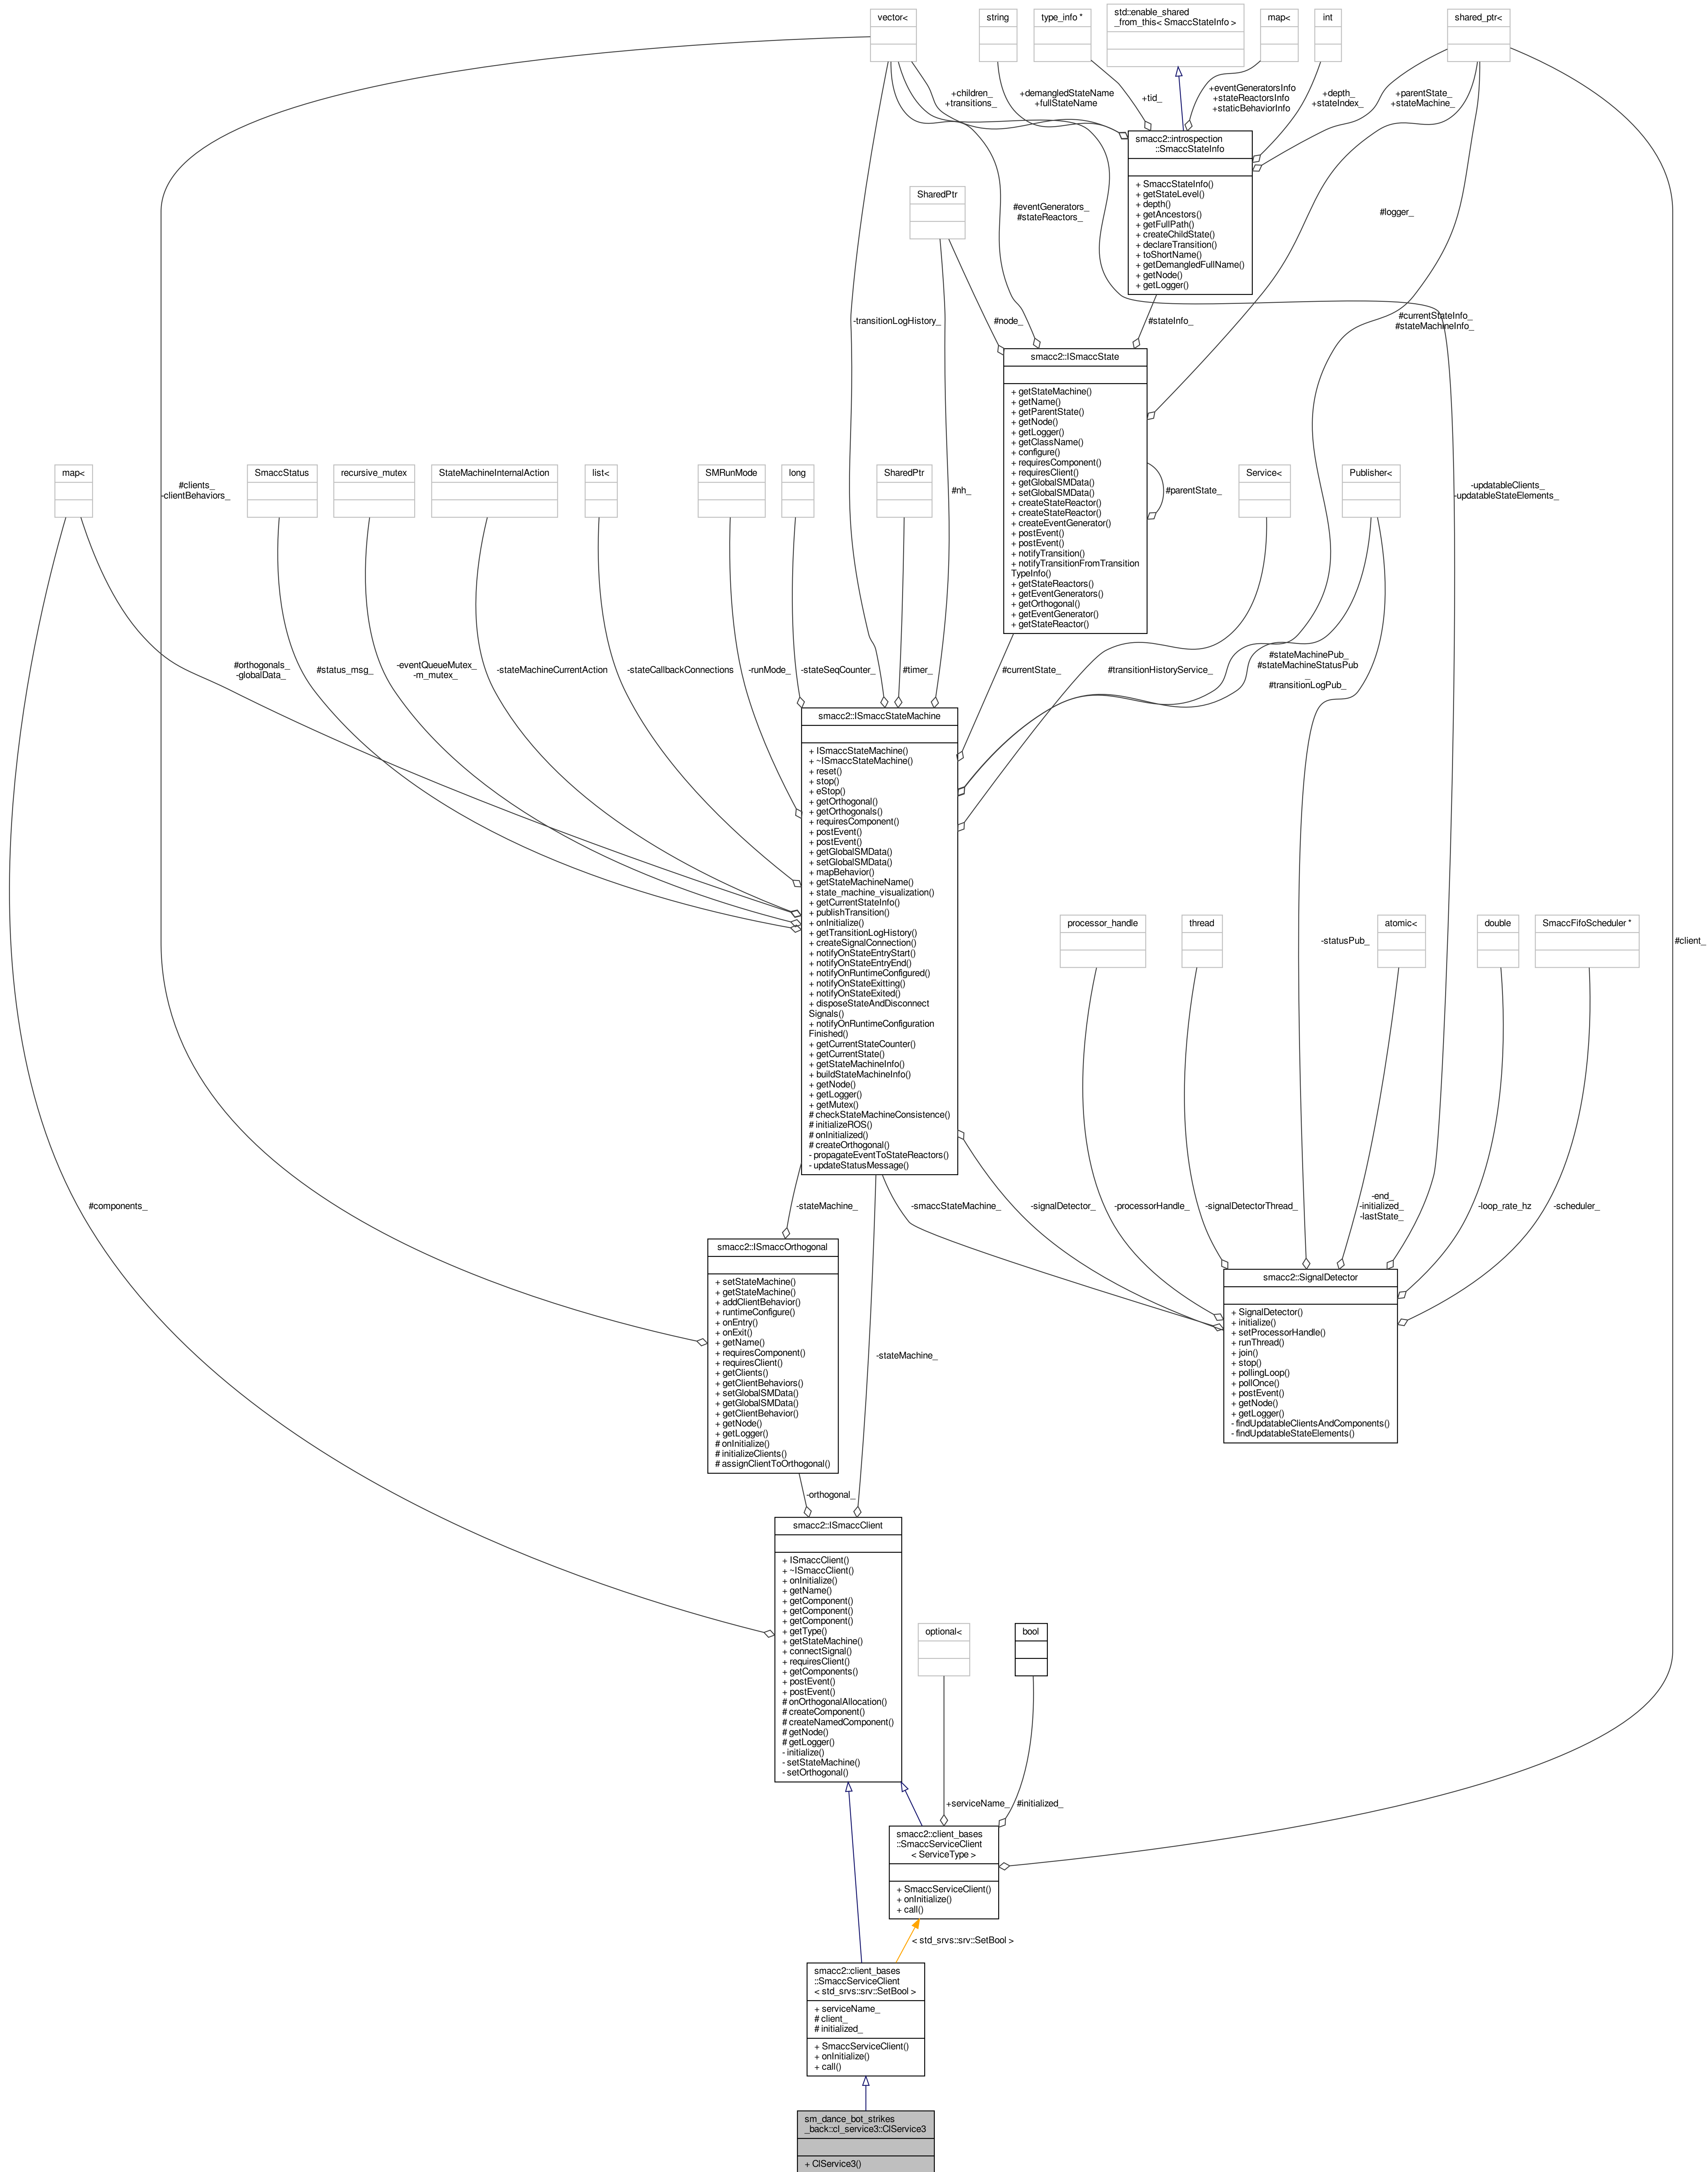 vector<
string
type_info *
std::enable_shared
_from_this< SmaccStateInfo >
map<
int
shared_ptr<
+children_
+transitions_
+demangledStateName
+fullStateName
+tid_
+eventGeneratorsInfo
+stateReactorsInfo
+staticBehaviorInfo
+depth_
+stateIndex_
+parentState_
+stateMachine_
smacc2::introspection
::SmaccStateInfo
+ SmaccStateInfo()
+ getStateLevel()
+ depth()
+ getAncestors()
+ getFullPath()
+ createChildState()
+ declareTransition()
+ toShortName()
+ getDemangledFullName()
+ getNode()
+ getLogger()
SharedPtr
#eventGenerators_
#stateReactors_
#logger_
-transitionLogHistory_
#node_
#stateInfo_
#currentStateInfo_
#stateMachineInfo_
smacc2::ISmaccState
+ getStateMachine()
+ getName()
+ getParentState()
+ getNode()
+ getLogger()
+ getClassName()
+ configure()
+ requiresComponent()
+ requiresClient()
+ getGlobalSMData()
+ setGlobalSMData()
+ createStateReactor()
+ createStateReactor()
+ createEventGenerator()
+ postEvent()
+ postEvent()
+ notifyTransition()
+ notifyTransitionFromTransition
TypeInfo()
+ getStateReactors()
+ getEventGenerators()
+ getOrthogonal()
+ getEventGenerator()
+ getStateReactor()
#parentState_
map<
SmaccStatus
recursive_mutex
StateMachineInternalAction
list<
SMRunMode
long
SharedPtr
#nh_
Service<
Publisher<
#clients_
-clientBehaviors_
-updatableClients_
-updatableStateElements_
#orthogonals_
-globalData_
#status_msg_
-eventQueueMutex_
-m_mutex_
-stateMachineCurrentAction
-stateCallbackConnections
-runMode_
-stateSeqCounter_
#timer_
#currentState_
#transitionHistoryService_
#stateMachinePub_
#stateMachineStatusPub
_
#transitionLogPub_
smacc2::ISmaccStateMachine
+ ISmaccStateMachine()
+ ~ISmaccStateMachine()
+ reset()
+ stop()
+ eStop()
+ getOrthogonal()
+ getOrthogonals()
+ requiresComponent()
+ postEvent()
+ postEvent()
+ getGlobalSMData()
+ setGlobalSMData()
+ mapBehavior()
+ getStateMachineName()
+ state_machine_visualization()
+ getCurrentStateInfo()
+ publishTransition()
+ onInitialize()
+ getTransitionLogHistory()
+ createSignalConnection()
+ notifyOnStateEntryStart()
+ notifyOnStateEntryEnd()
+ notifyOnRuntimeConfigured()
+ notifyOnStateExitting()
+ notifyOnStateExited()
+ disposeStateAndDisconnect
Signals()
+ notifyOnRuntimeConfiguration
Finished()
+ getCurrentStateCounter()
+ getCurrentState()
+ getStateMachineInfo()
+ buildStateMachineInfo()
+ getNode()
+ getLogger()
+ getMutex()
# checkStateMachineConsistence()
# initializeROS()
# onInitialized()
# createOrthogonal()
- propagateEventToStateReactors()
- updateStatusMessage()
processor_handle
thread
-statusPub_
atomic<
double
SmaccFifoScheduler *
#client_
#components_
-stateMachine_
-smaccStateMachine_
-signalDetector_
-processorHandle_
-signalDetectorThread_
-end_
-initialized_
-lastState_
-loop_rate_hz
-scheduler_
smacc2::ISmaccOrthogonal
+ setStateMachine()
+ getStateMachine()
+ addClientBehavior()
+ runtimeConfigure()
+ onEntry()
+ onExit()
+ getName()
+ requiresComponent()
+ requiresClient()
+ getClients()
+ getClientBehaviors()
+ setGlobalSMData()
+ getGlobalSMData()
+ getClientBehavior()
+ getNode()
+ getLogger()
# onInitialize()
# initializeClients()
# assignClientToOrthogonal()
smacc2::SignalDetector
+ SignalDetector()
+ initialize()
+ setProcessorHandle()
+ runThread()
+ join()
+ stop()
+ pollingLoop()
+ pollOnce()
+ postEvent()
+ getNode()
+ getLogger()
- findUpdatableClientsAndComponents()
- findUpdatableStateElements()
-stateMachine_
-orthogonal_
smacc2::ISmaccClient
+ ISmaccClient()
+ ~ISmaccClient()
+ onInitialize()
+ getName()
+ getComponent()
+ getComponent()
+ getComponent()
+ getType()
+ getStateMachine()
+ connectSignal()
+ requiresClient()
+ getComponents()
+ postEvent()
+ postEvent()
# onOrthogonalAllocation()
# createComponent()
# createNamedComponent()
# getNode()
# getLogger()
- initialize()
- setStateMachine()
- setOrthogonal()
optional<
bool
+serviceName_
#initialized_
smacc2::client_bases
::SmaccServiceClient
< ServiceType >
+ SmaccServiceClient()
+ onInitialize()
+ call()
< std_srvs::srv::SetBool >
smacc2::client_bases
::SmaccServiceClient
< std_srvs::srv::SetBool >
+ serviceName_
# client_
# initialized_
+ SmaccServiceClient()
+ onInitialize()
+ call()
sm_dance_bot_strikes
_back::cl_service3::ClService3
+ ClService3()